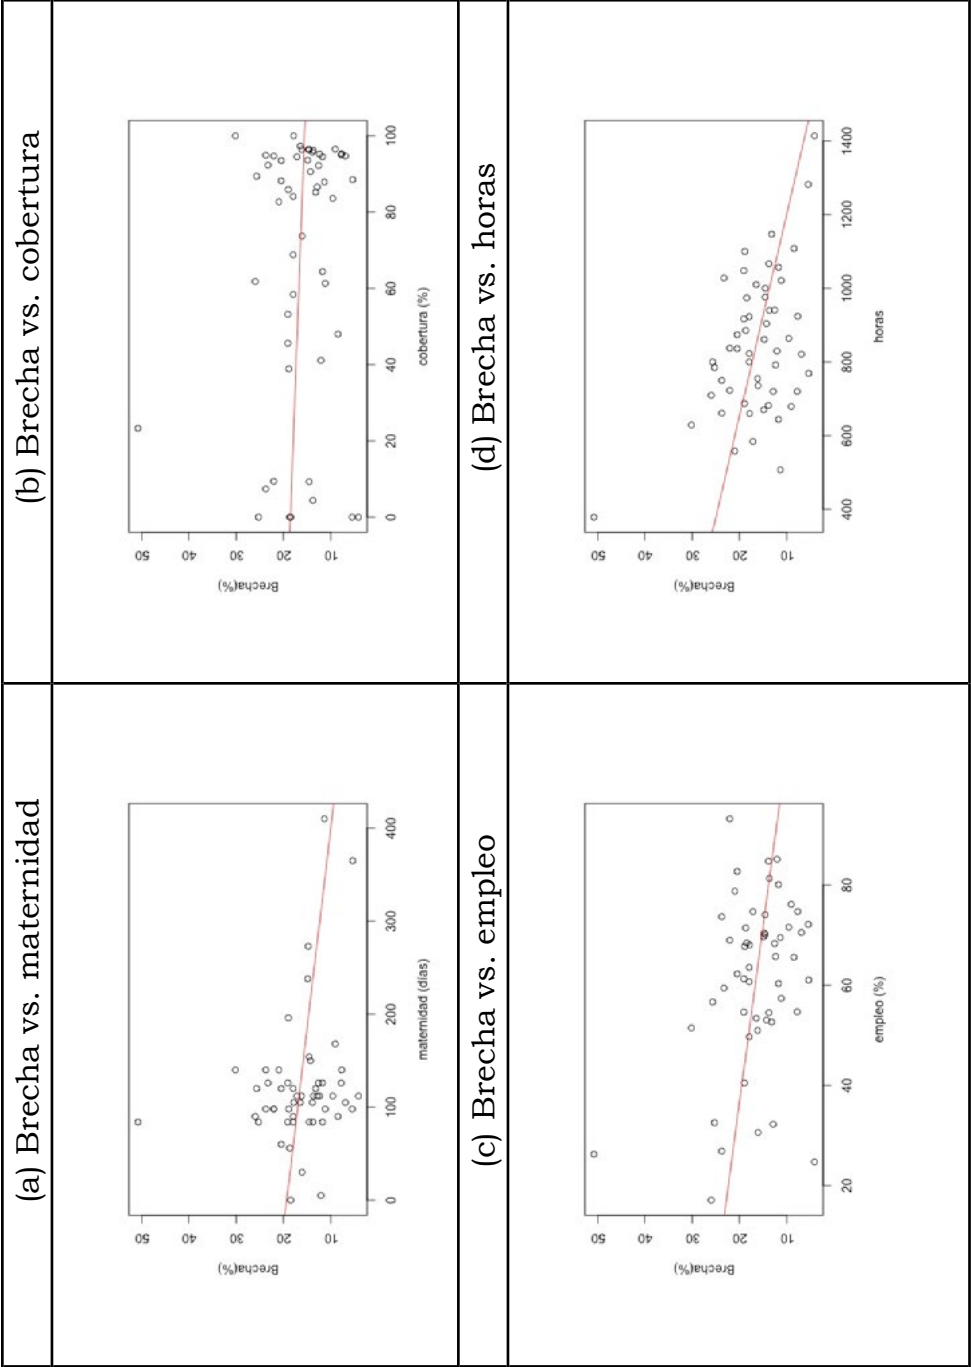 (a) Brecha vs. maternidad
Brecha(%)
10 20 30 40 50
0 100 200 300 400
maternidad (días)
(b) Brecha vs. cobertura
Brecha(%)
10 20 30 40 50
0 20 40 60 80 100
cobertura (%)
(c) Brecha vs. empleo
Brecha(%)
10 20 30 40 50
20 40 60 80
empleo (%)
(d) Brecha vs. horas
Brecha(%)
10 20 30 40 50
400 600 800 1000 1200 1400
horas